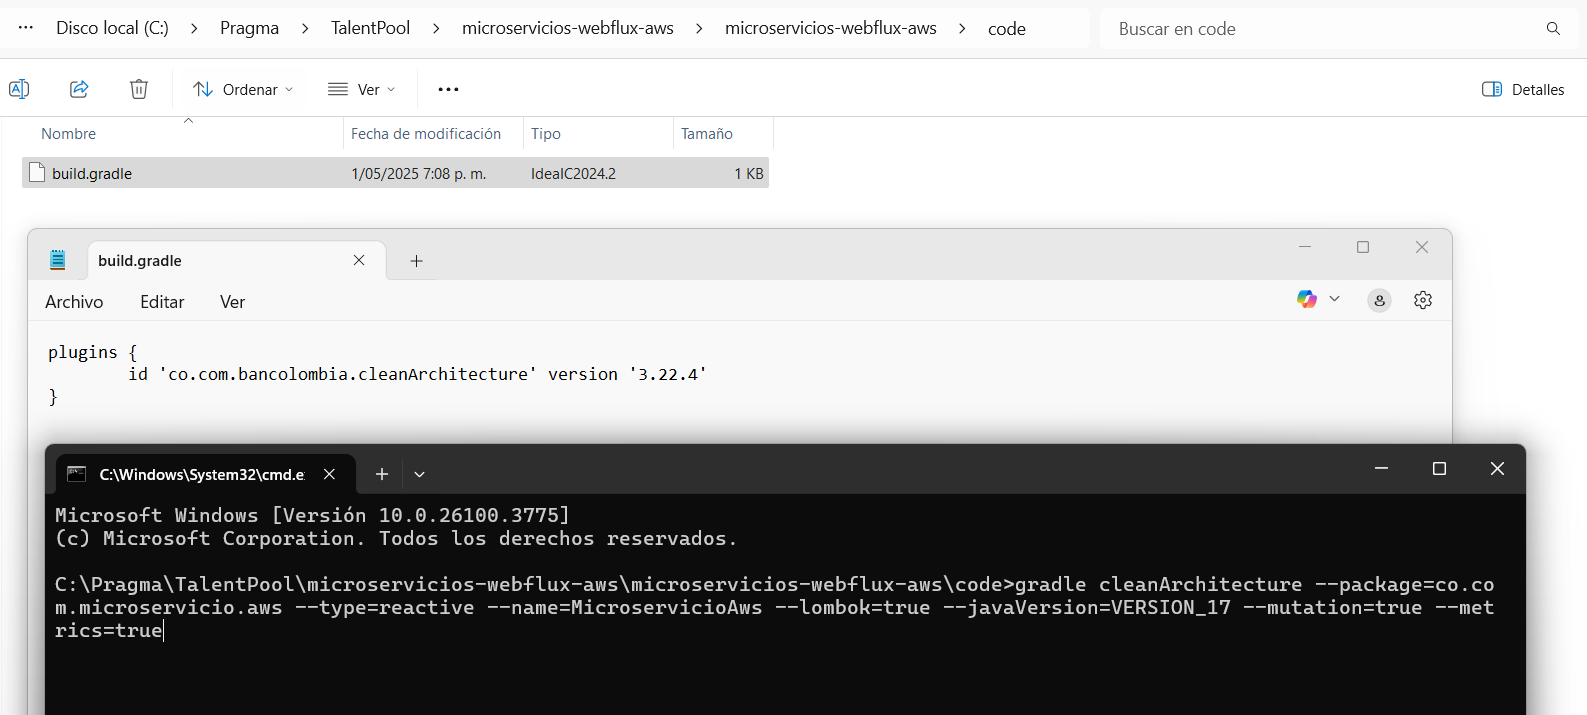 ... Disco local (C:) > Pragma > TalentPool > microservicios-webflux-aws > microservicios-webflux-aws > code
Buscar en code
Ordenar
Ver
Detalles
Nombre Fecha de modificación Tipo Tamaño
build.gradle 1/05/2025 7:08 p. m. IdeaIC2024.2 1 KB
build.gradle
Archivo Editar Ver
plugins {
id 'co.com.bancolombia.cleanArchitecture' version '3.22.4'
}
C:\Windows\System32\cmd.e
Microsoft Windows [Versión 10.0.26100.3775]
(c) Microsoft Corporation. Todos los derechos reservados.
C:\Pragma\TalentPool\microservicios-webflux-aws\microservicios-webflux-aws\code>gradle cleanArchitecture --package=co.co
m.microservicio.aws --type=reactive --name=MicroservicioAws --lombok=true --javaVersion=VERSION_17 --mutation=true --met
rics=true